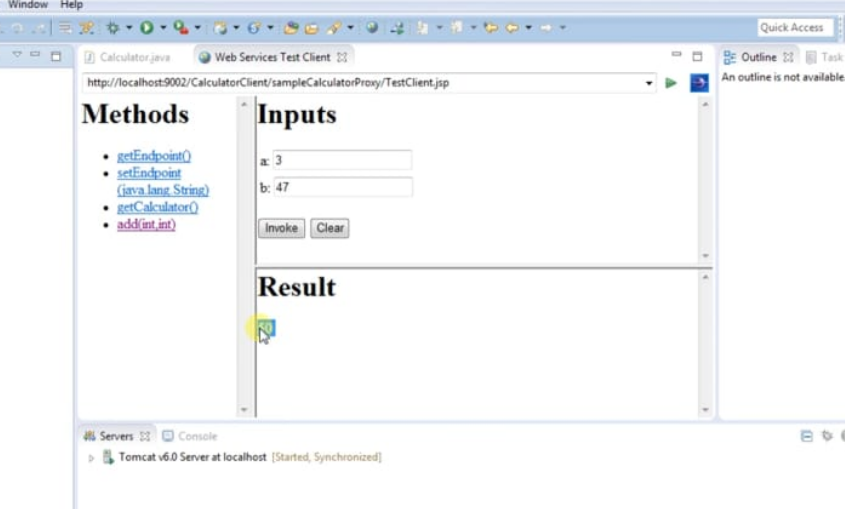 Window Help
Quick Access
Calculator.java
Web Services Test Client
Outline
Task
http://localhost:9002/CalculatorClient/sampleCalculatorProxy/TestClient.jsp
An outline is not available
Methods
getEndpoint()
setEndpoint
(java.lang.String)
getCalculator()
add(int,int)
Inputs
a: 3
b: 47
Invoke Clear
Result
Servers
Console
Tomcat v6.0 Server at localhost [Started, Synchronized]